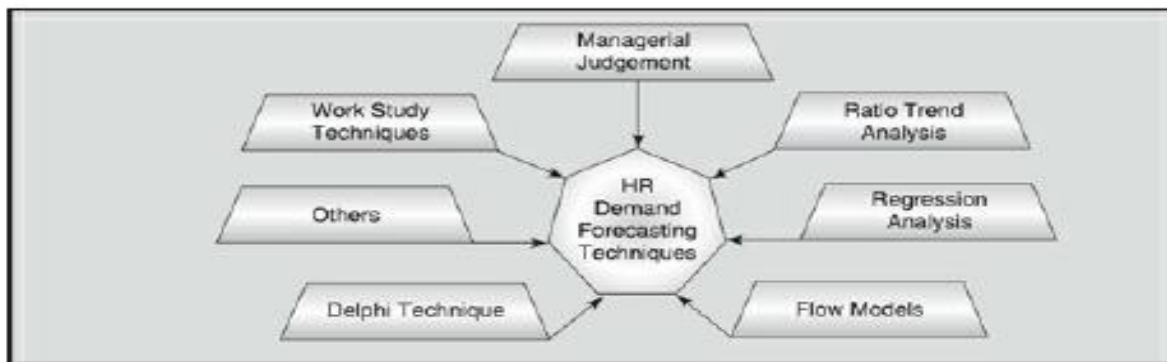 Managerial
Judgement
Work Study
Techniques
Ratio Trend
Analysis
HR
Demand
Forecasting
Techniques
Others
Regression
Analysis
Delphi Technique
Flow Models